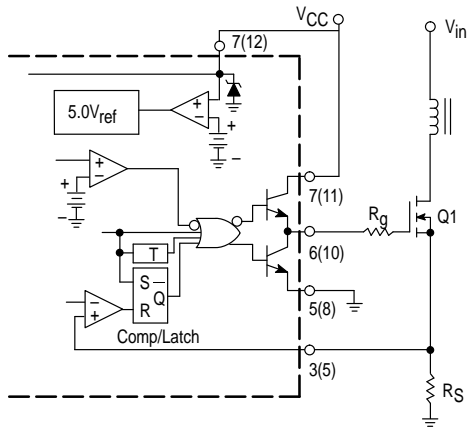 VCC
Vin
7(12)
5.0Vref
+
−
+
−
+
−
+
−
7(11)
Rg
Q1
6(10)
T
S
Q
R
−
+
5(8)
Comp/Latch
3(5)
RS